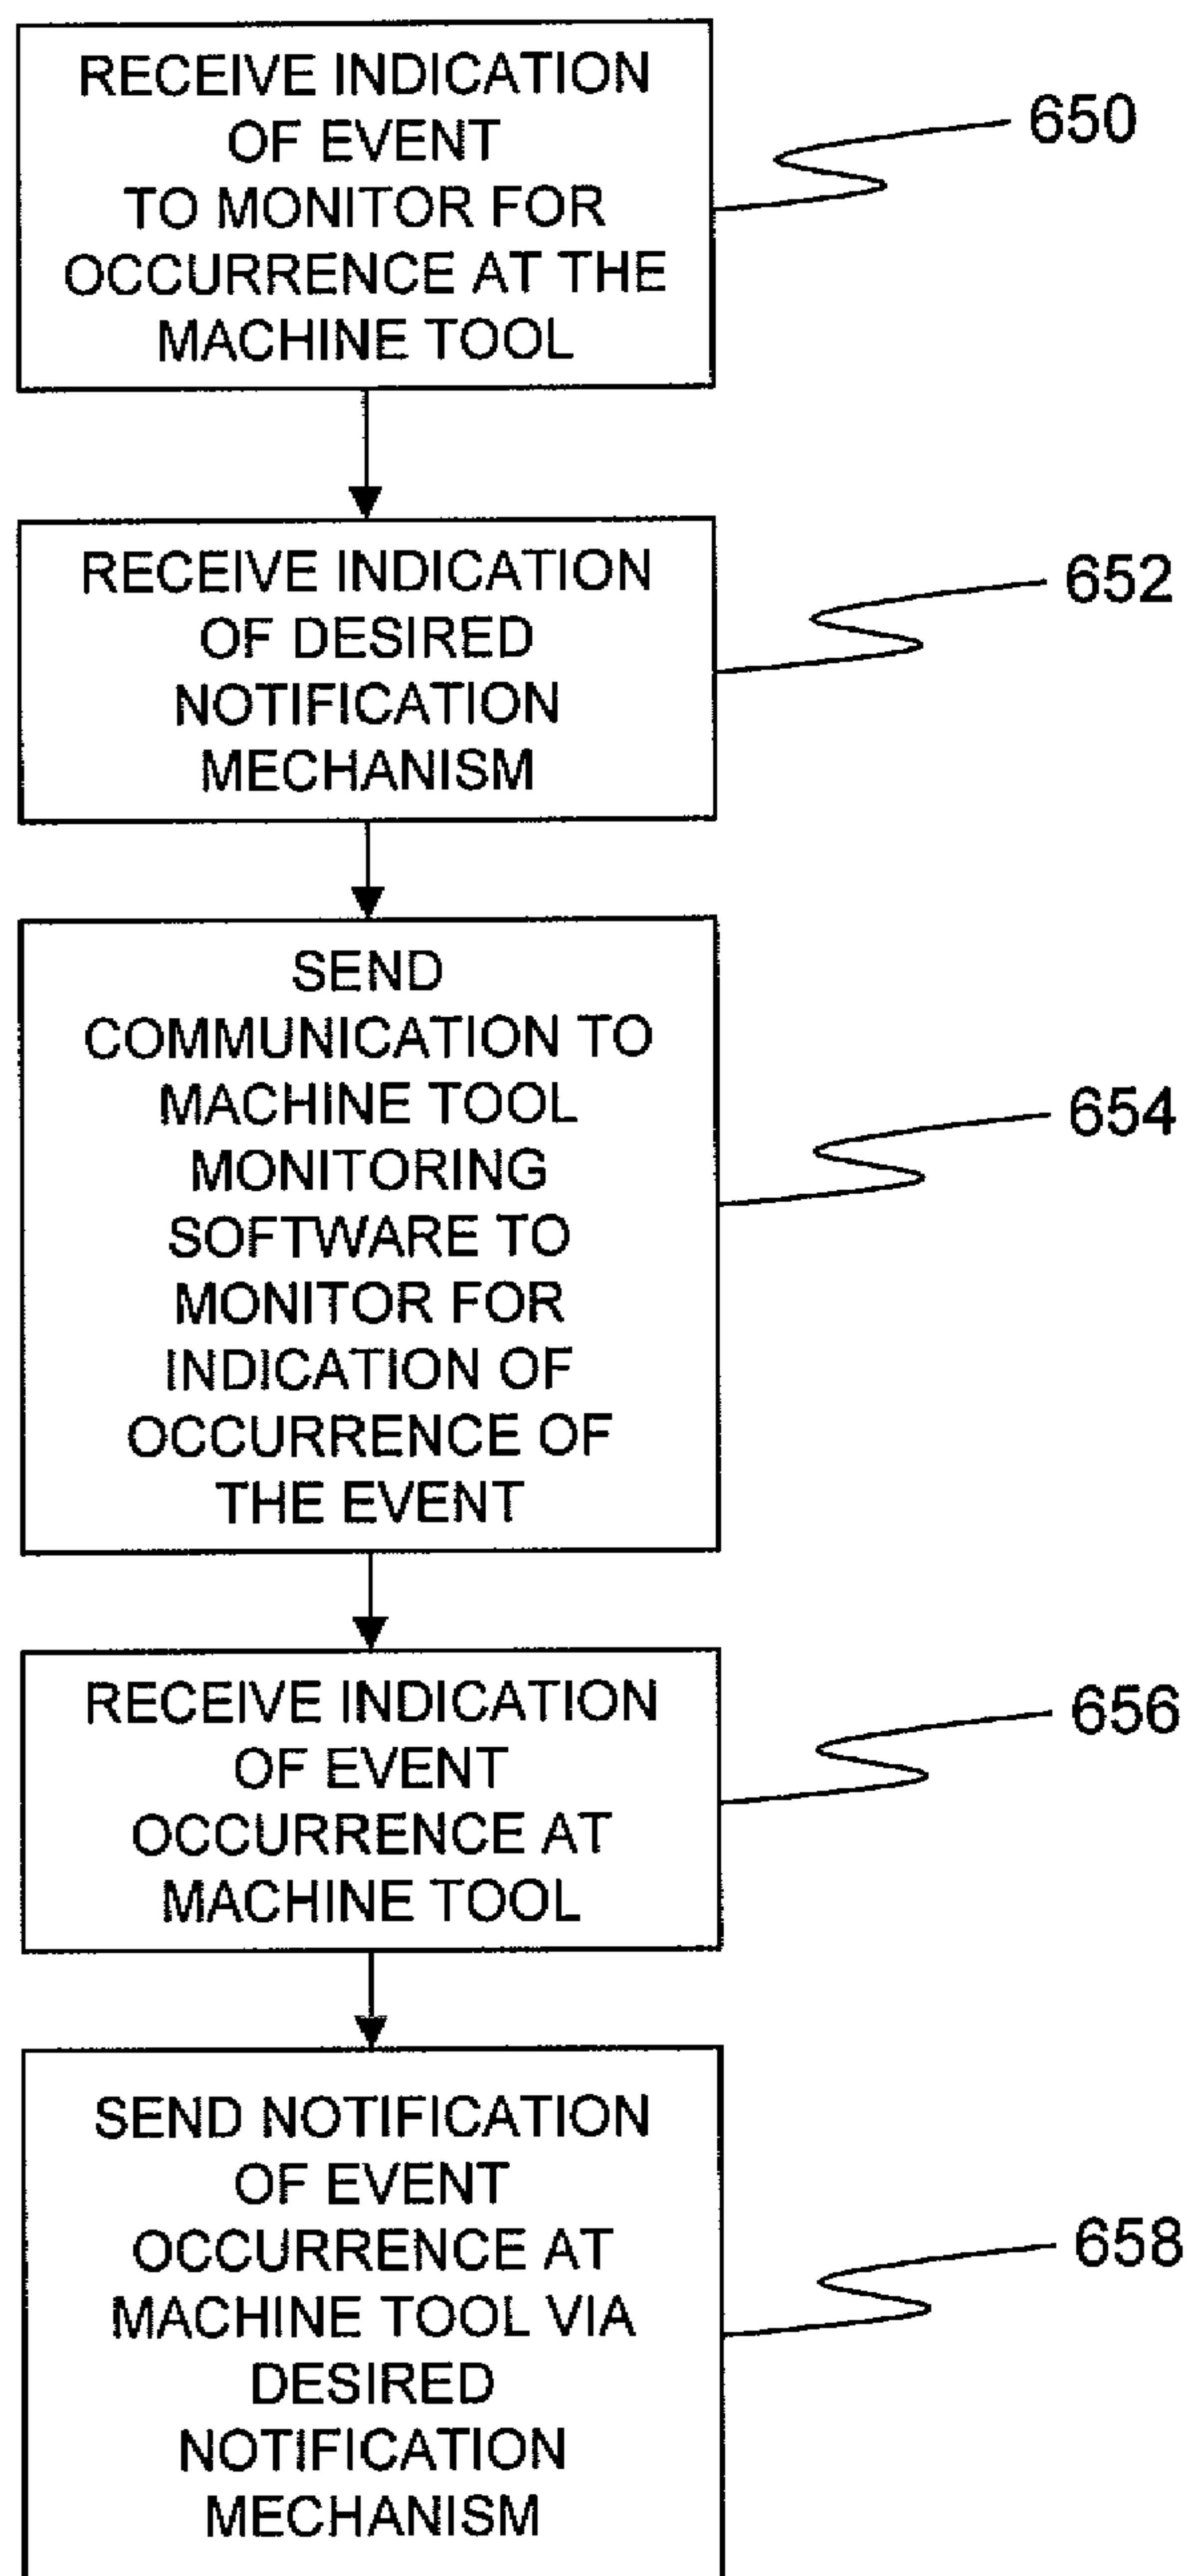 RECEIVE INDICATION
OF EVENT
TO MONITOR FOR
OCCURRENCE AT THE
MACHINE TOOL
650
RECEIVE INDICATION
OF DESIRED
NOTIFICATION
MECHANISM
652
SEND
COMMUNICATION TO
MACHINE TOOL
MONITORING
SOFTWARE TO
MONITOR FOR
INDICATION OF
OCCURRENCE OF
THE EVENT
654
RECEIVE INDICATION
OF EVENT
OCCURRENCE AT
MACHINE TOOL
656
SEND NOTIFICATION
OF EVENT
OCCURRENCE AT
MACHINE TOOL VIA
DESIRED
NOTIFICATION
MECHANISM
658